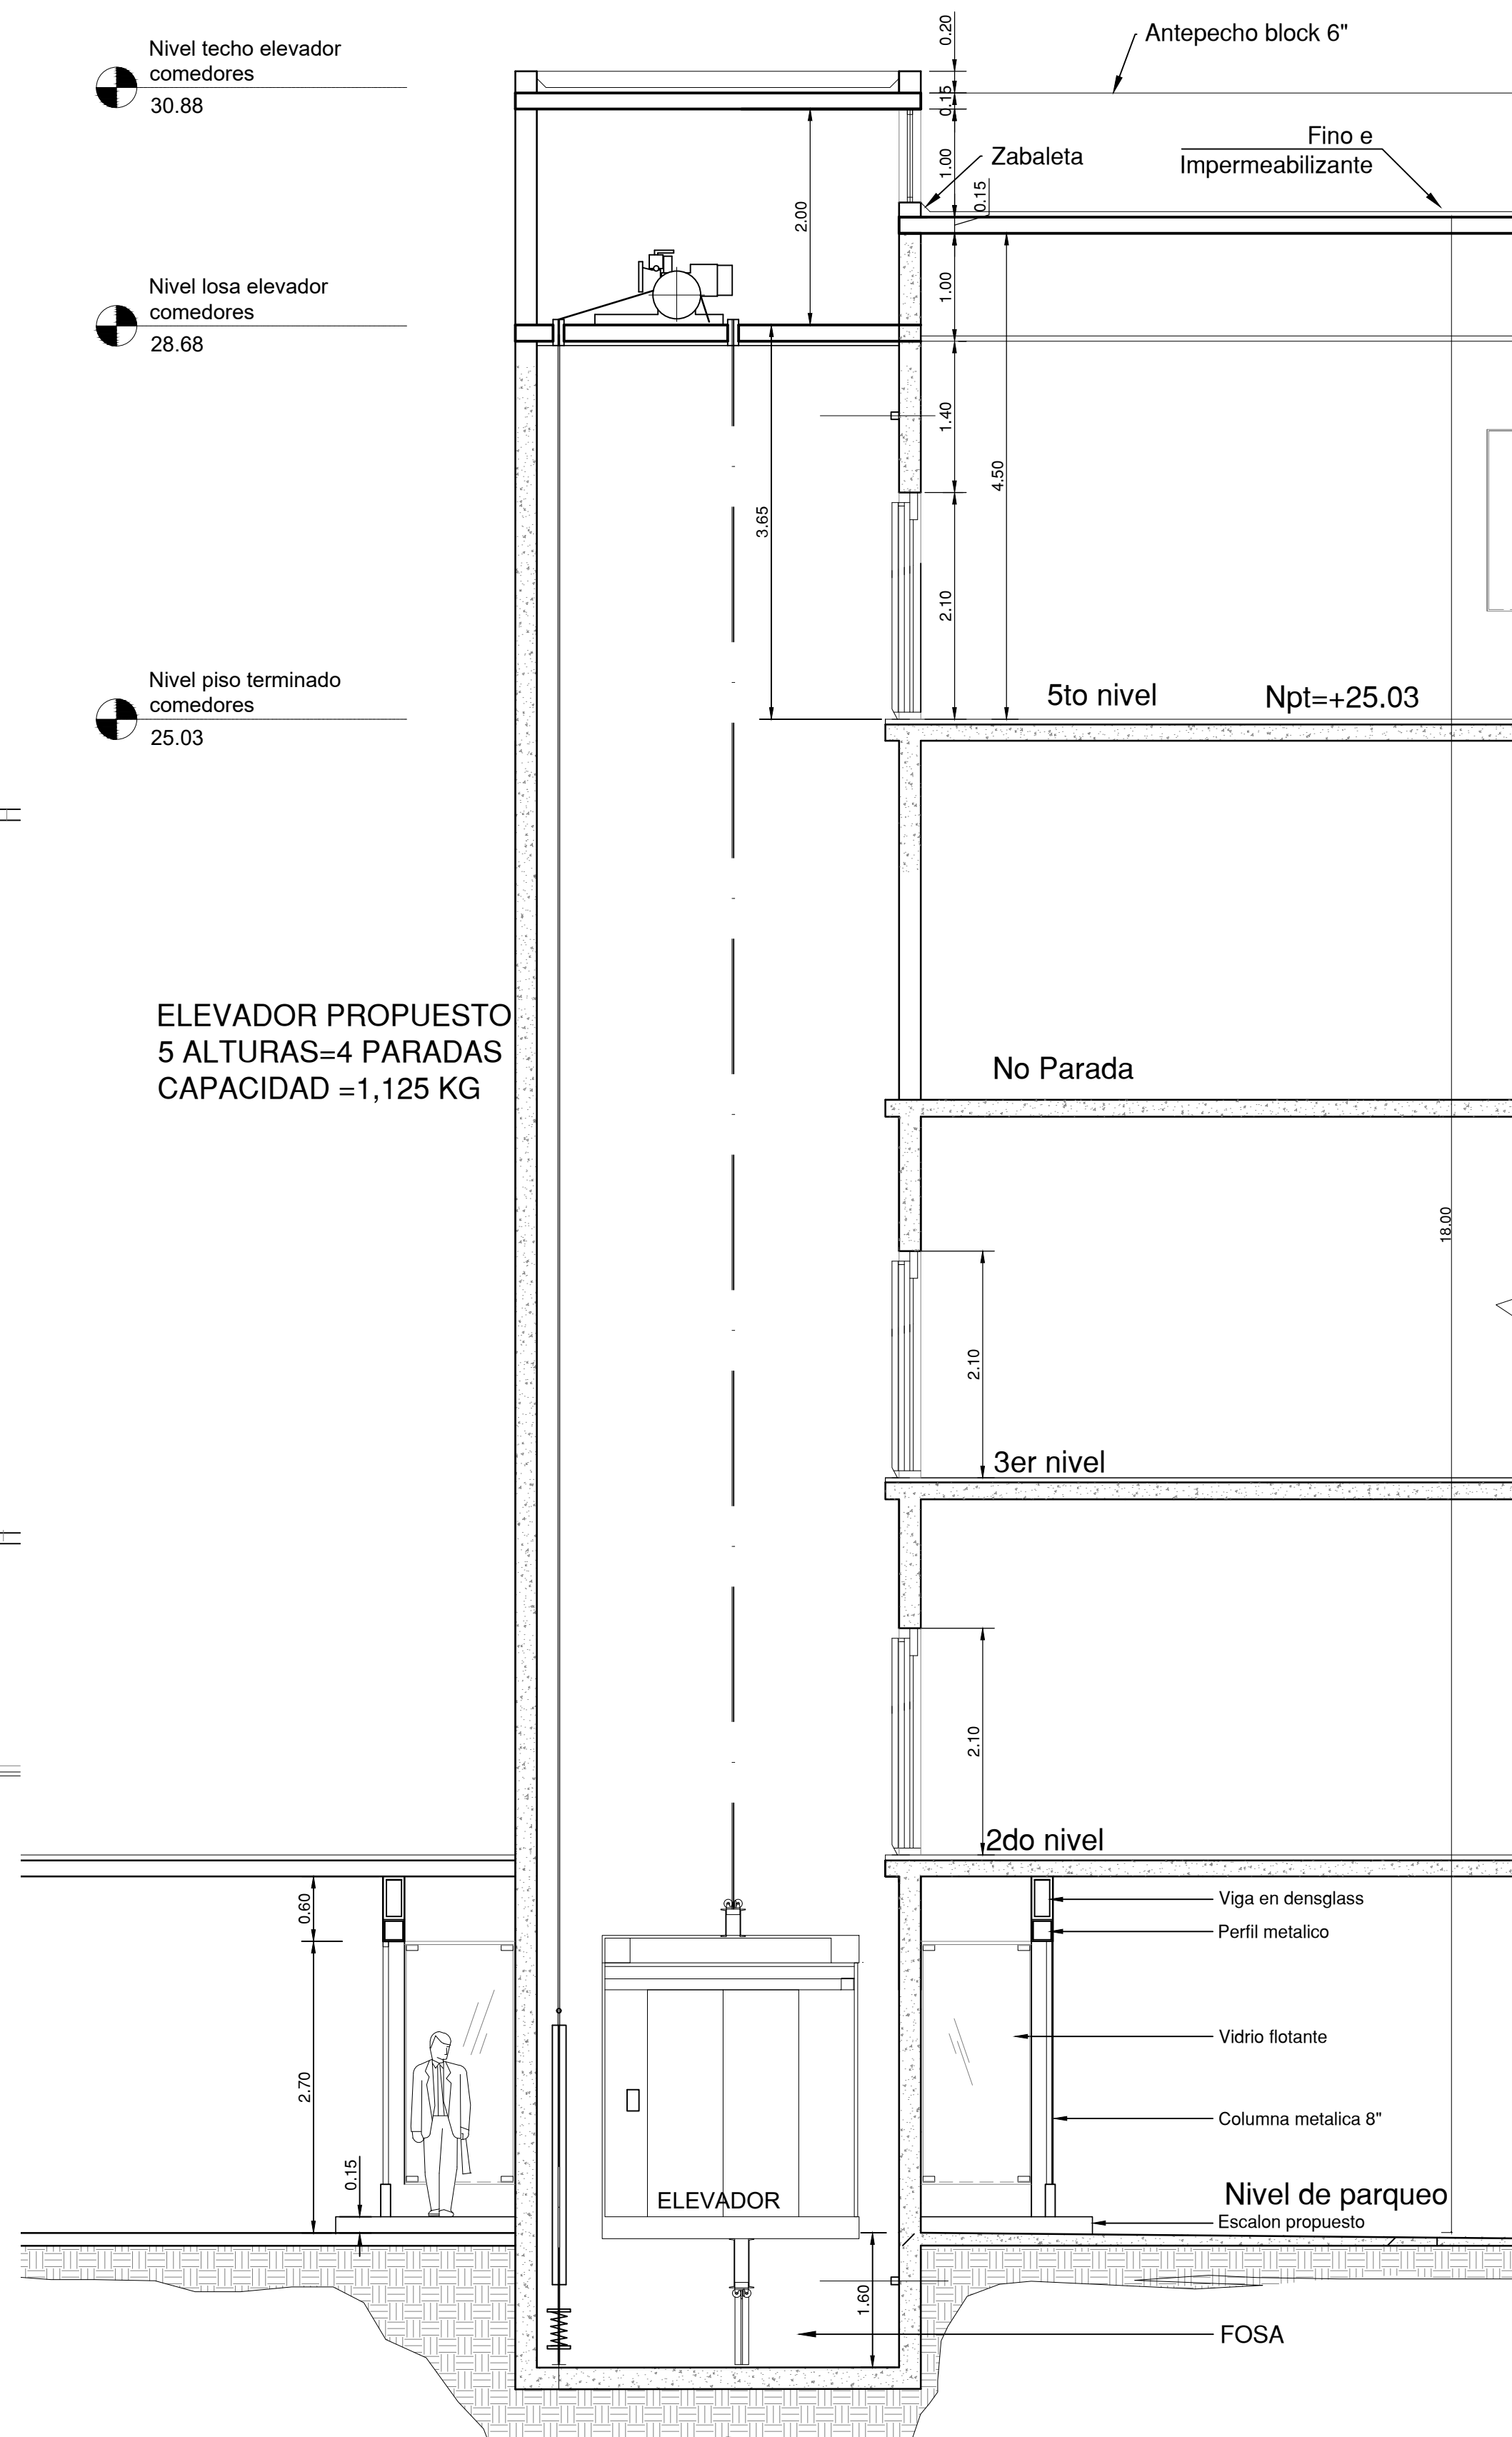 Nivel techo elevador
comedores
30.88
Antepecho block 6"
0.20
0.15
1.00
Zabaleta
0.15
Fino e
Impermeabilizante
2.00
Nivel losa elevador
comedores
28.68
1.00
1.40
4.50
3.65
2.10
Nivel piso terminado
comedores
25.03
5to nivel
Npt=+25.03
ELEVADOR PROPUESTO
5 ALTURAS=4 PARADAS
CAPACIDAD =1,125 KG
No Parada
18.00
2.10
3er nivel
2.10
2do nivel
0.60
Viga en densglass
Perfil metalico
Vidrio flotante
2.70
Columna metalica 8"
0.15
ELEVADOR
Nivel de parqueo
Escalon propuesto
1.60
FOSA